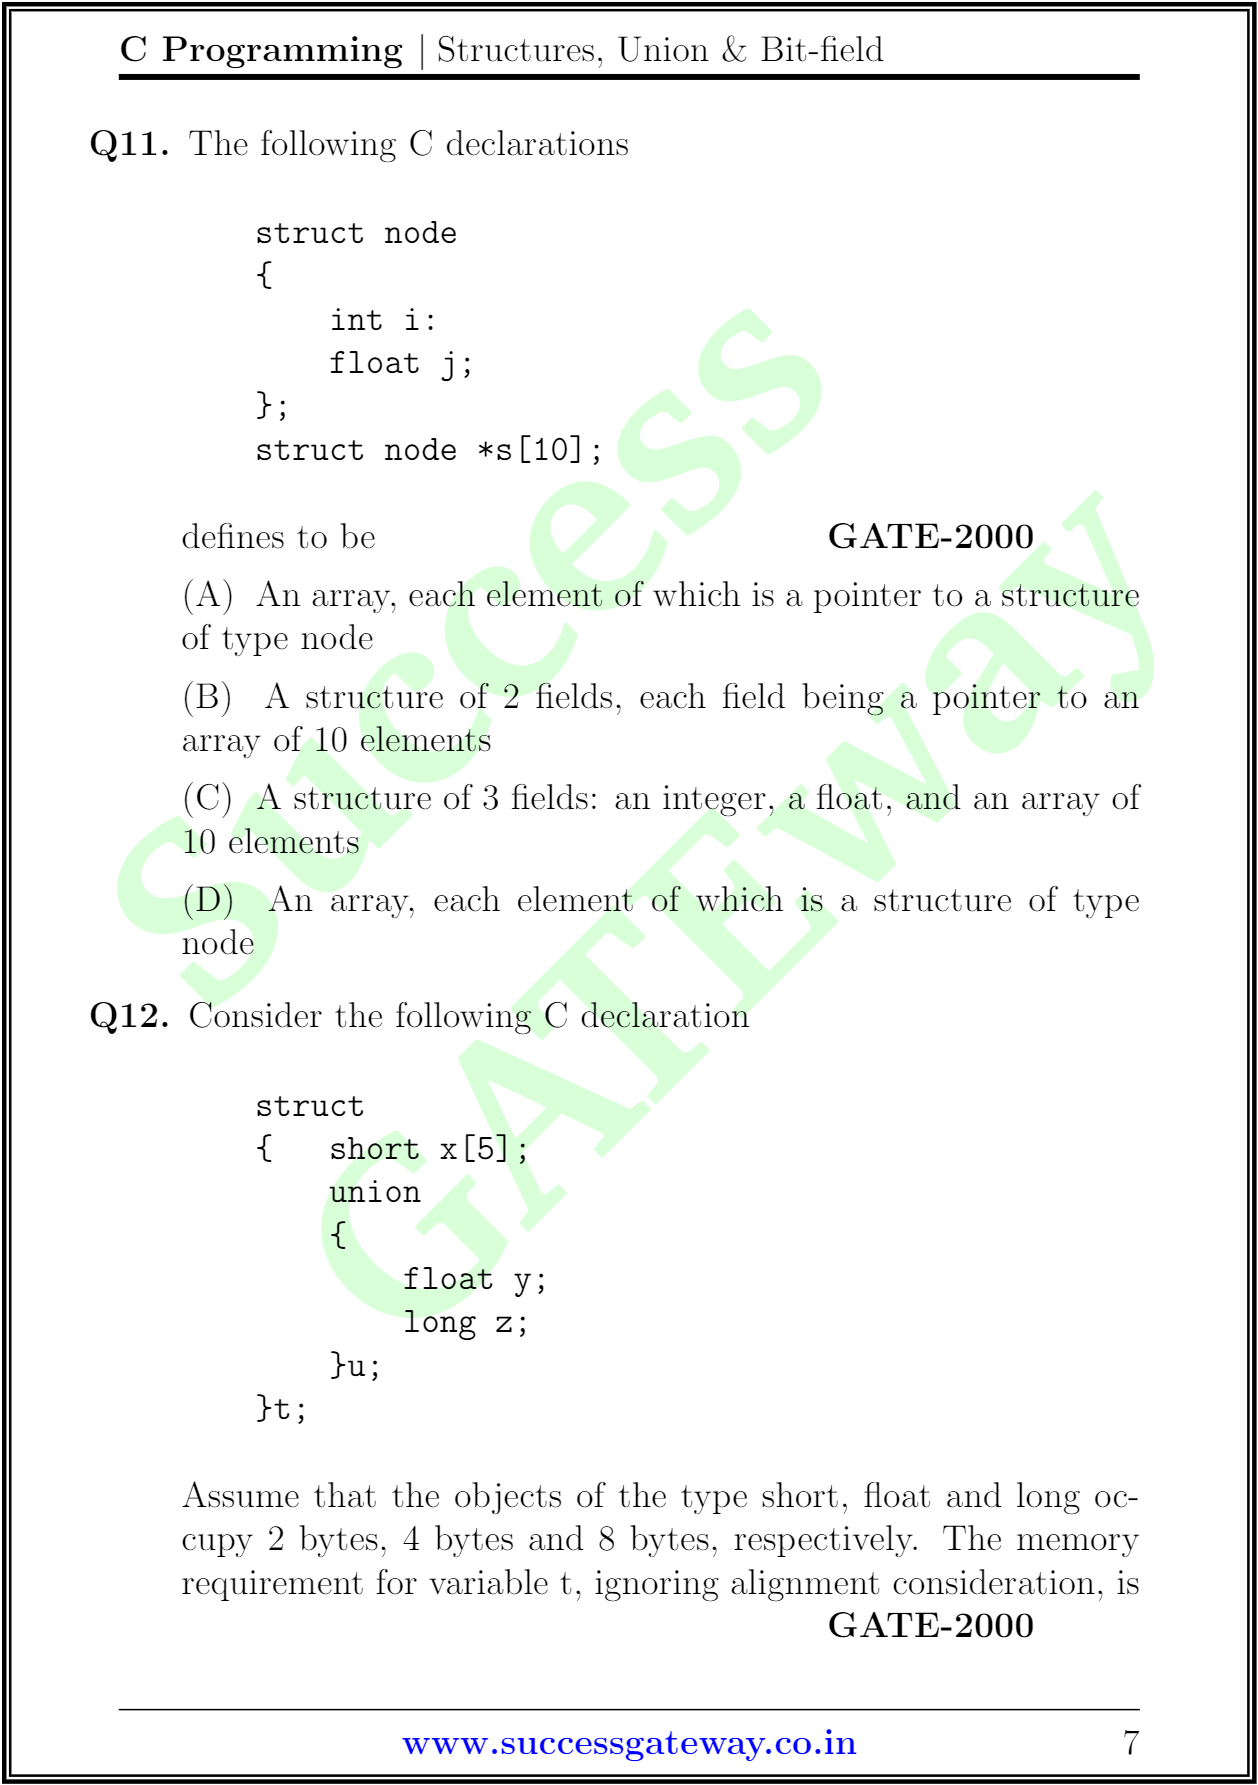 C Programming | Structures, Union & Bit-field
Q11. The following C declarations
struct node
{
int i:
float j;
};
struct node *s[10];
defines to be GATE-2000
(A) An array, each element of which is a pointer to a structure
of type node
(B) A structure of 2 fields, each field being a pointer to an
array of 10 elements
(C) A structure of 3 fields: an integer, a float, and an array of
10 elements
(D) An array, each element of which is a structure of type
node
Q12. Consider the following C declaration
struct
{ short x[5];
union
{
float y;
long z;
}u;
}t;
Assume that the objects of the type short, float and long oc-
cupy 2 bytes, 4 bytes and 8 bytes, respectively. The memory
requirement for variable t, ignoring alignment consideration, is
GATE-2000
www.successgateway.co.in 7
Success
GATEway